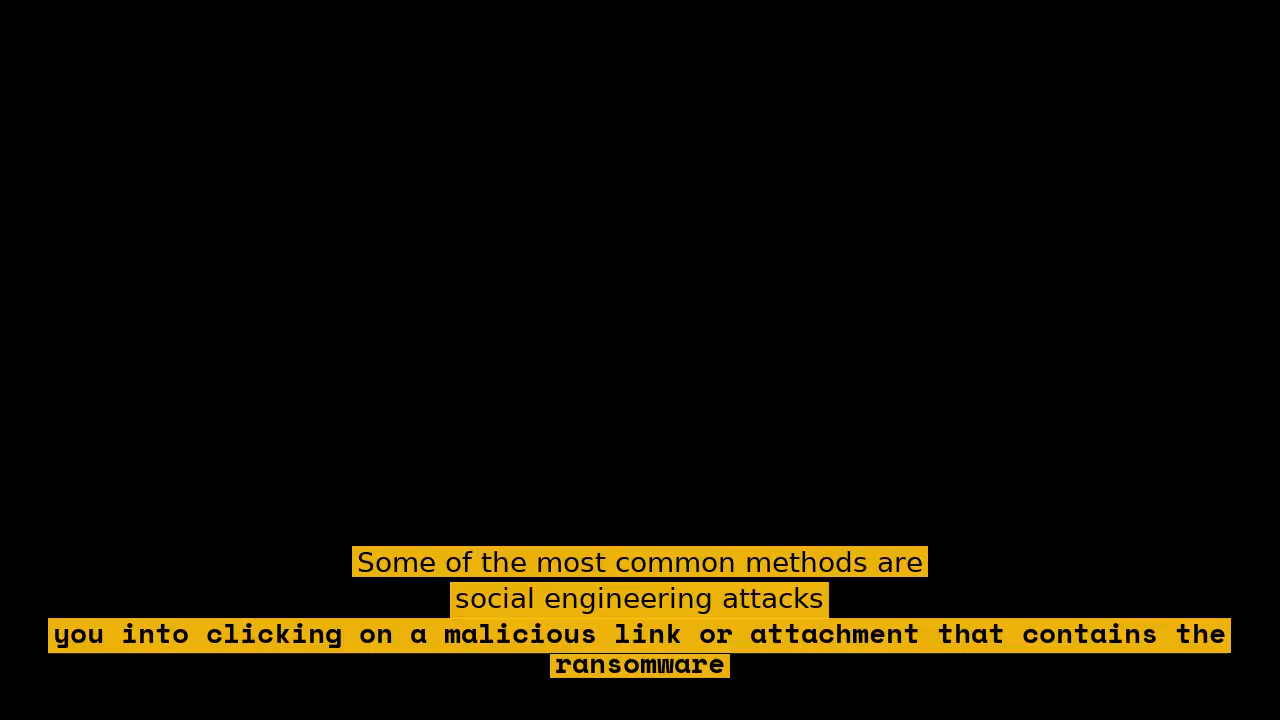 Some of the most common methods are
social engineering attacks
you into clicking on a malicious link or attachment that contains the
ransomware